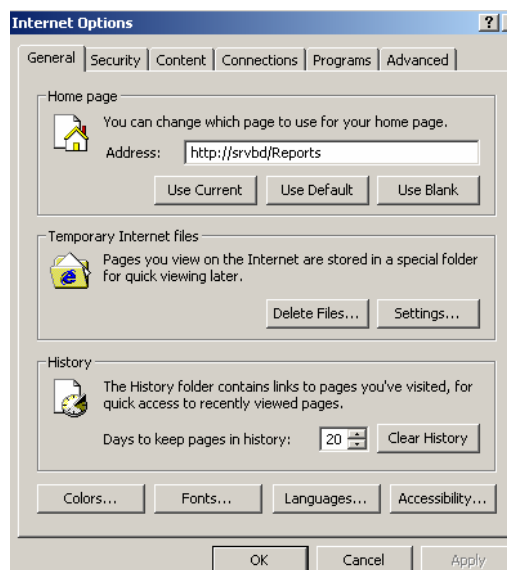 Internet Options ?
General Security Content Connections Programs Advanced
Home page
You can change which page to use for your home page.
Address: http://srvbd/Reports
Use Current Use Default Use Blank
Temporary Internet files
Pages you view on the Internet are stored in a special folder
for quick viewing later.
Delete Files... Settings...
History
The History folder contains links to pages you've visited, for
quick access to recently viewed pages.
Days to keep pages in history: 20 Clear History
Colors... Fonts... Languages... Accessibility...
OK Cancel Apply